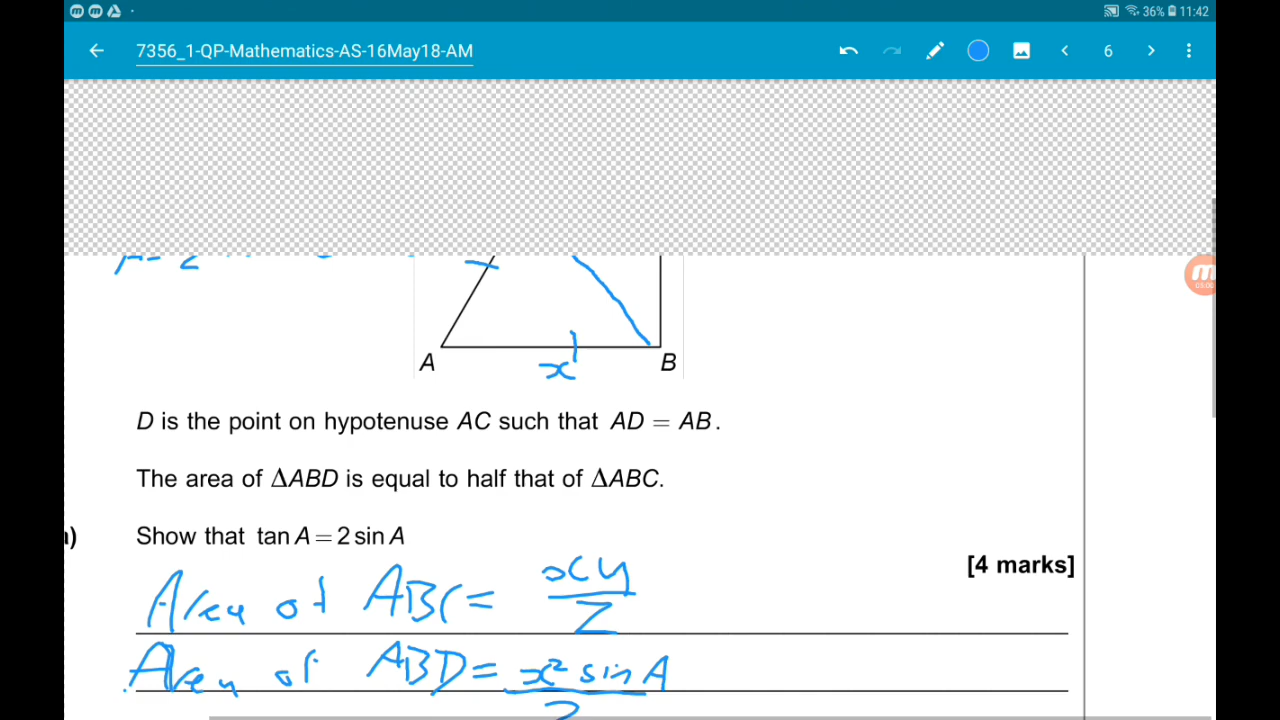 36% 11:42
7356_1-QP-Mathematics-AS-16May18-AM
6
A
x
B
D is the point on hypotenuse AC such that AD = AB.
The area of ΔABD is equal to half that of ΔABC.
Show that tan A = 2 sin A
[4 marks]
Area of ABC = xy/2
Area of ABD = x² sin A/2
03:00